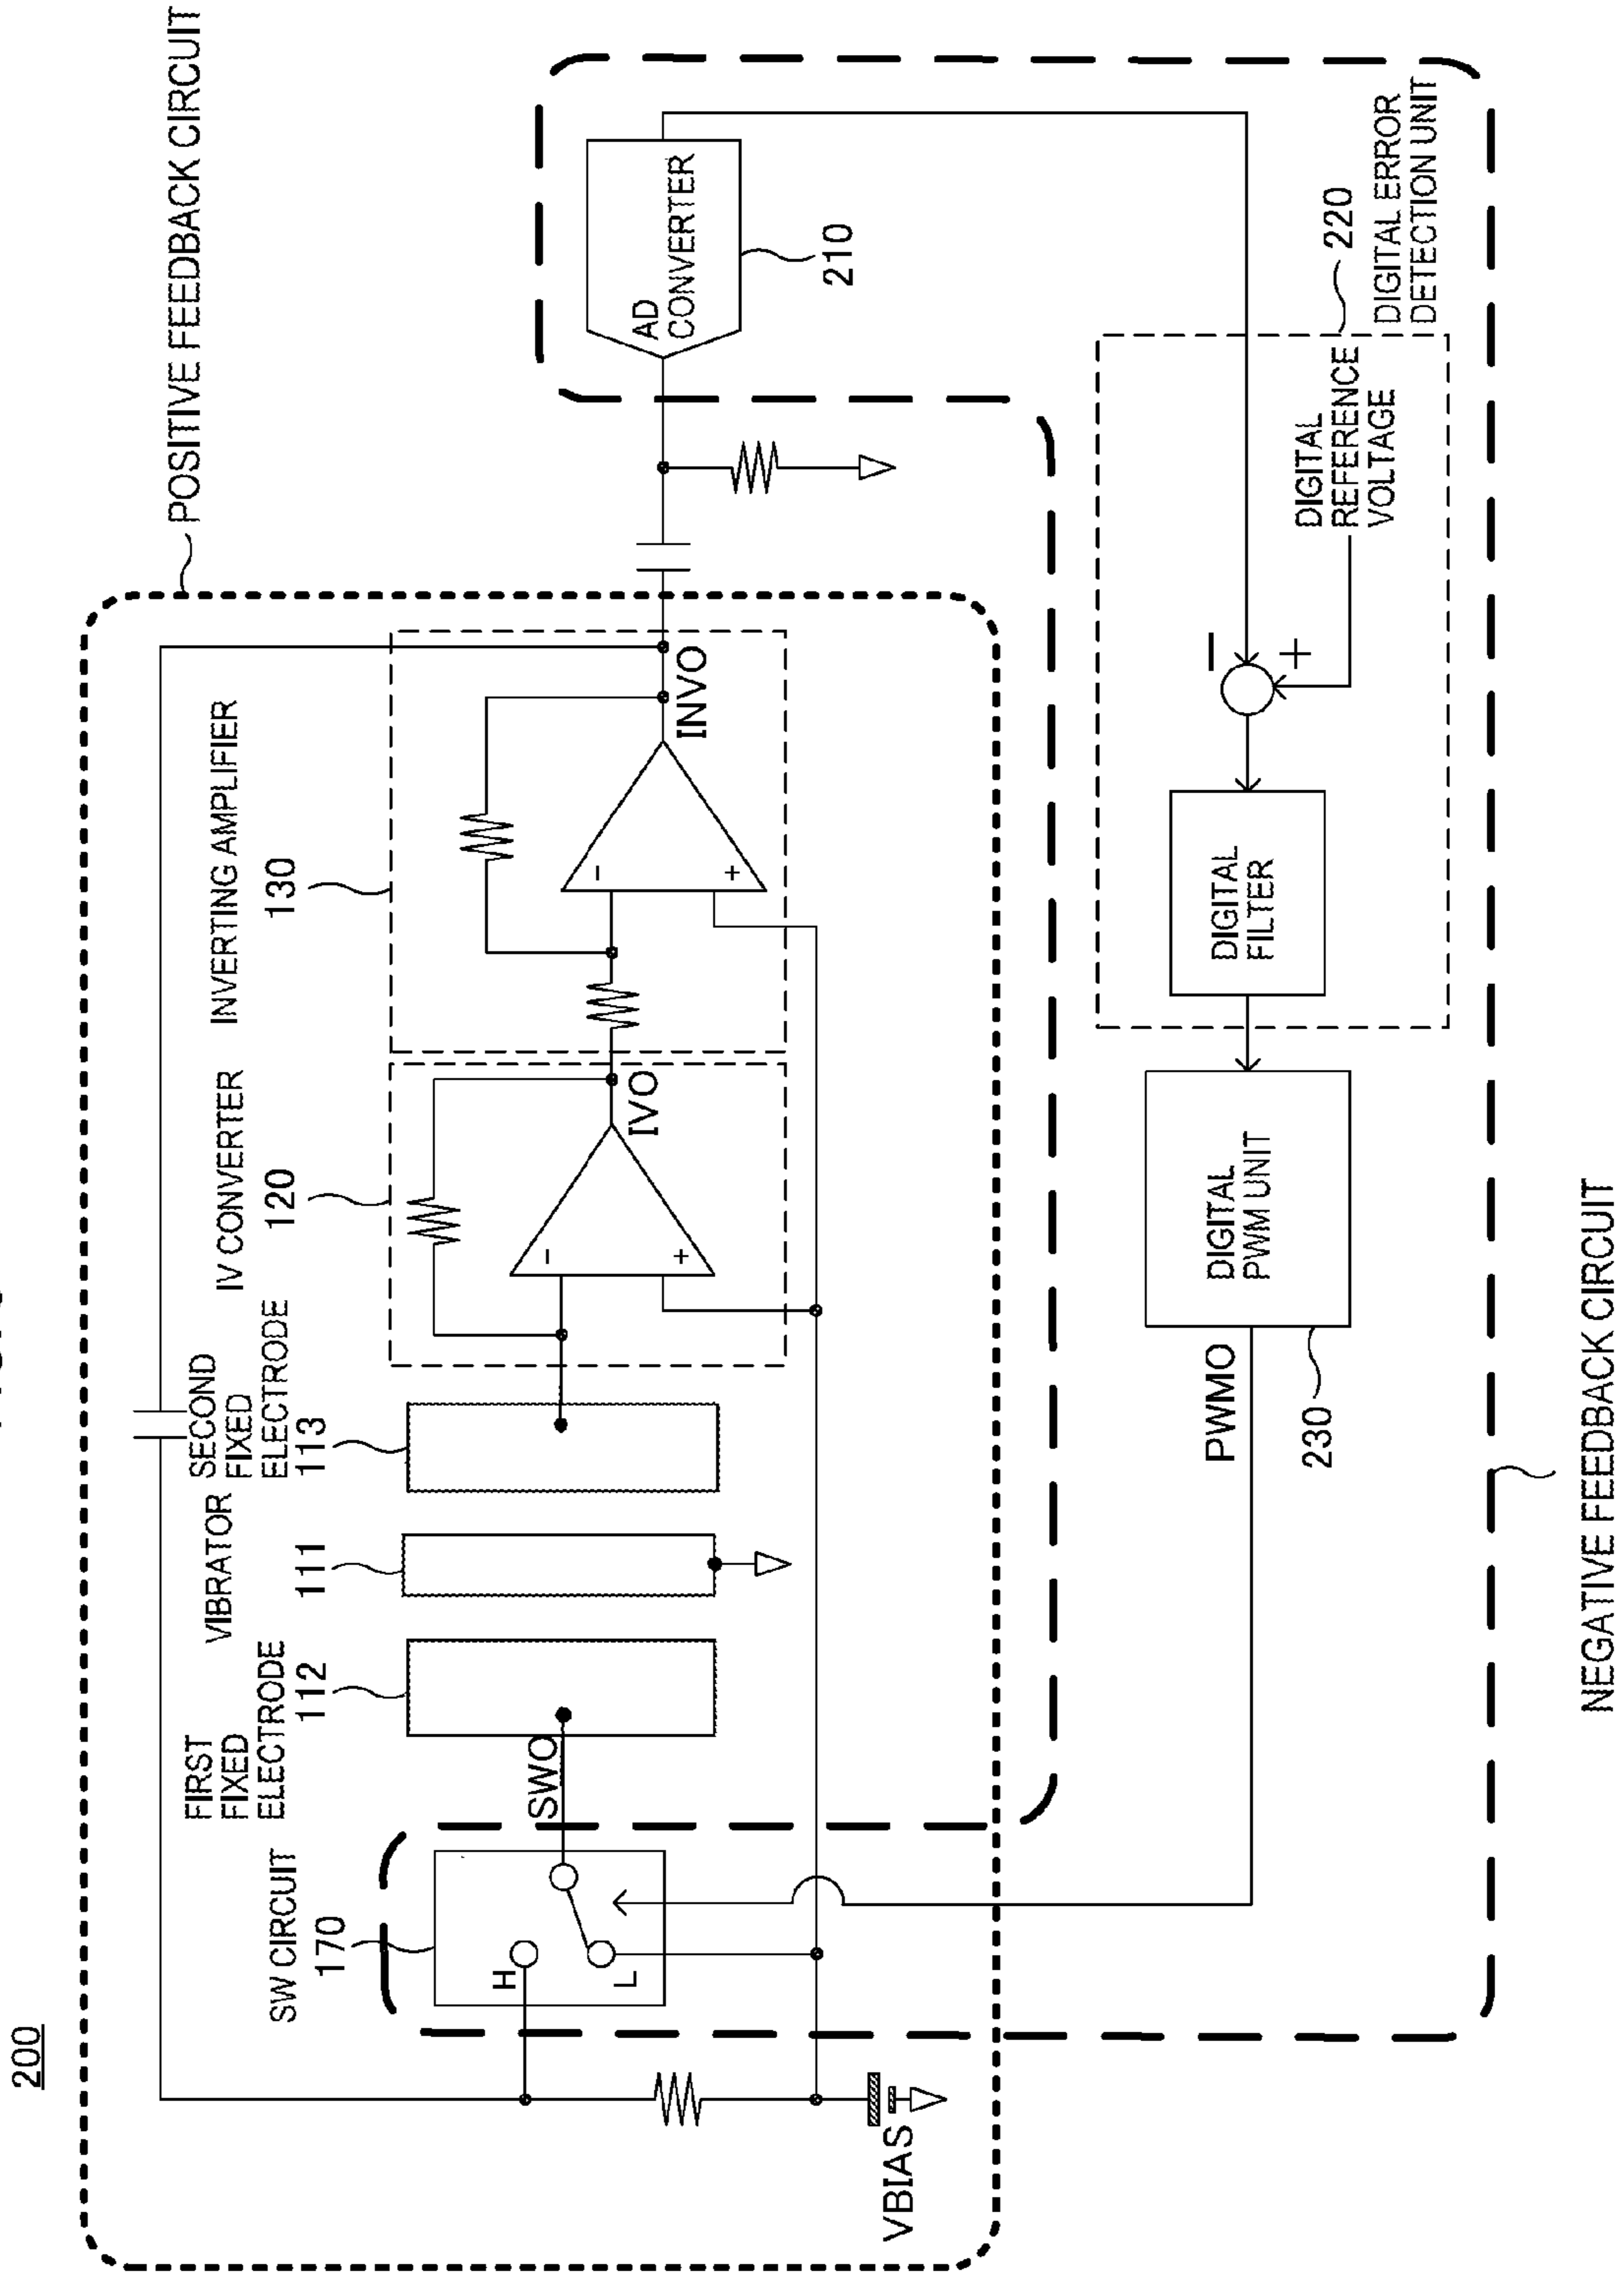 200
POSITIVE FEEDBACK CIRCUIT
SW CIRCUIT
170
FIRST
FIXED
ELECTRODE
112
VIBRATOR
111
SECOND
FIXED
ELECTRODE
113
IV CONVERTER
120
INVERTING AMPLIFIER
130
H
L
SWO
-
+
IVO
-
+
INVO
VBIAS
AD
CONVERTER
210
PWMO
230
DIGITAL
PWM UNIT
DIGITAL
FILTER
−
+
DIGITAL
REFERENCE
VOLTAGE
220
DIGITAL ERROR
DETECTION UNIT
NEGATIVE FEEDBACK CIRCUIT